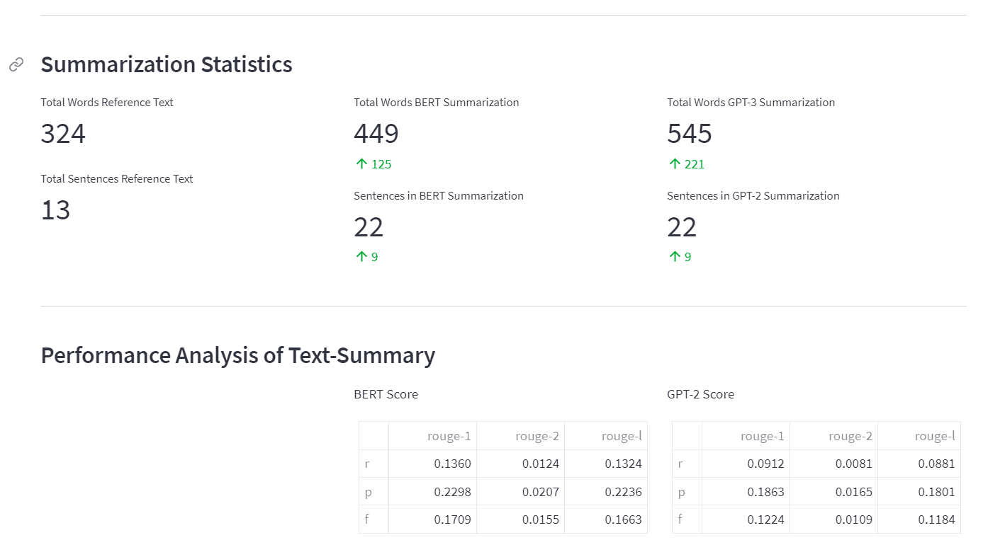 Summarization Statistics
Total Words Reference Text
324
Total Sentences Reference Text
13
Total Words BERT Summarization
449
↑ 125
Sentences in BERT Summarization
22
↑ 9
Total Words GPT-3 Summarization
545
↑ 221
Sentences in GPT-2 Summarization
22
↑ 9
Performance Analysis of Text-Summary
BERT Score
rouge-1 rouge-2 rouge-l
r 0.1360 0.0124 0.1324
p 0.2298 0.0207 0.2236
f 0.1709 0.0155 0.1663
GPT-2 Score
rouge-1 rouge-2 rouge-l
r 0.0912 0.0081 0.0881
p 0.1863 0.0165 0.1801
f 0.1224 0.0109 0.1184